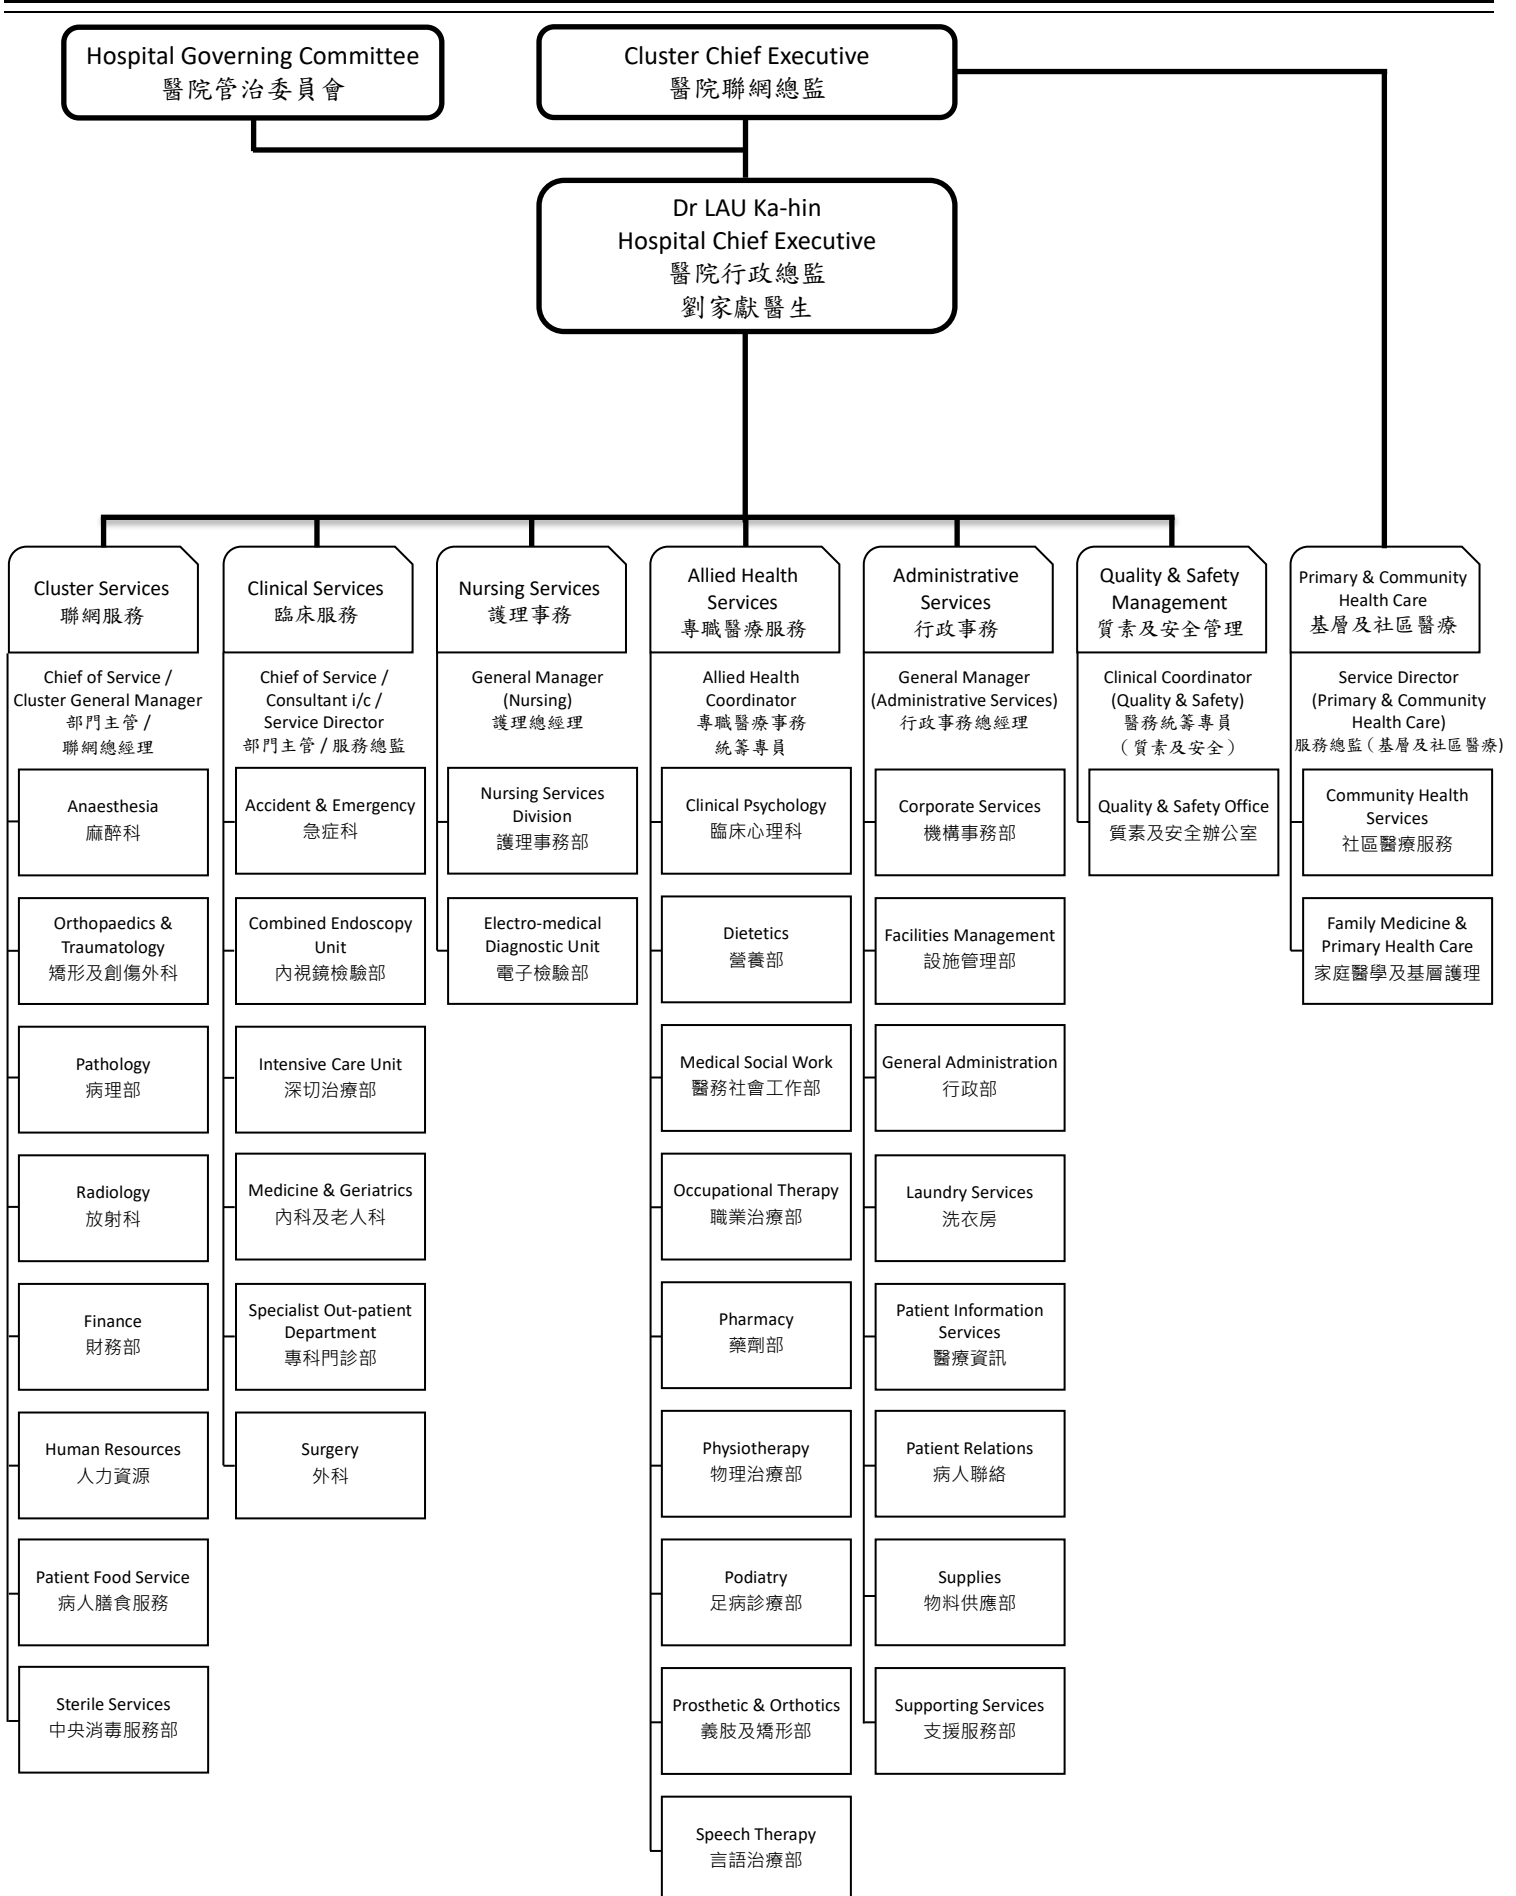 Hospital Governing Committee
醫院管治委員會
Cluster Chief Executive
醫院聯網總監
Dr LAU Ka-hin
Hospital Chief Executive
醫院行政總監
劉家獻醫生
Cluster Services
聯網服務
Chief of Service /
Cluster General Manager
部門主管 /
聯網總經理
Anaesthesia
麻醉科
Orthopaedics &
Traumatology
矯形及創傷外科
Pathology
病理部
Radiology
放射科
Finance
財務部
Human Resources
人力資源
Patient Food Service
病人膳食服務
Sterile Services
中央消毒服務部
Clinical Services
臨床服務
Chief of Service /
Consultant i/c /
Service Director
部門主管 / 服務總監
Accident & Emergency
急症科
Combined Endoscopy
Unit
內視鏡檢驗部
Intensive Care Unit
深切治療部
Medicine & Geriatrics
內科及老人科
Specialist Out-patient
Department
專科門診部
Surgery
外科
Nursing Services
護理事務
General Manager
(Nursing)
護理總經理
Nursing Services
Division
護理事務部
Electro-medical
Diagnostic Unit
電子檢驗部
Allied Health
Services
專職醫療服務
Allied Health
Coordinator
專職醫療事務
統籌專員
Clinical Psychology
臨床心理科
Dietetics
營養部
Medical Social Work
醫務社會工作部
Occupational Therapy
職業治療部
Pharmacy
藥劑部
Physiotherapy
物理治療部
Podiatry
足病診療部
Prosthetic & Orthotics
義肢及矯形部
Speech Therapy
言語治療部
Administrative
Services
行政事務
General Manager
(Administrative Services)
行政事務總經理
Corporate Services
機構事務部
Facilities Management
設施管理部
General Administration
行政部
Laundry Services
洗衣房
Patient Information
Services
醫療資訊
Patient Relations
病人聯絡
Supplies
物料供應部
Supporting Services
支援服務部
Quality & Safety
Management
質素及安全管理
Clinical Coordinator
(Quality & Safety)
醫務統籌專員
（質素及安全）
Quality & Safety Office
質素及安全辦公室
Primary & Community
Health Care
基層及社區醫療
Service Director
(Primary & Community
Health Care)
服務總監（基層及社區醫療)
Community Health
Services
社區醫療服務
Family Medicine &
Primary Health Care
家庭醫學及基層護理